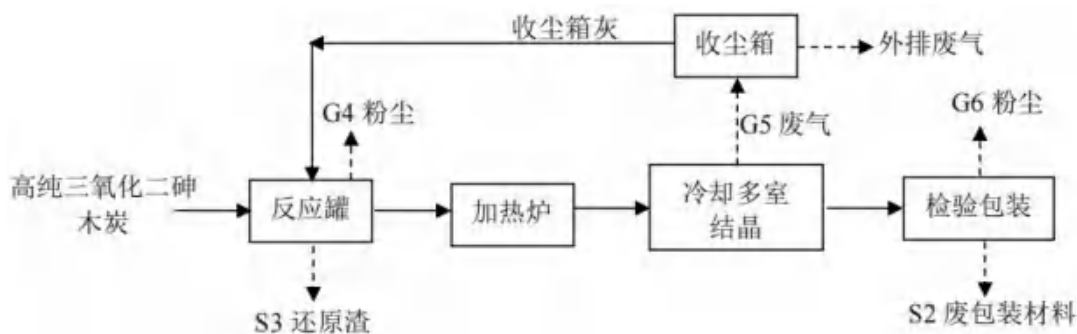 收尘箱灰
收尘箱
外排废气
G4 粉尘
G5 废气
G6 粉尘
高纯三氧化二砷
木炭
反应罐
加热炉
冷却多室
结晶
检验包装
S3 还原渣
S2 废包装材料